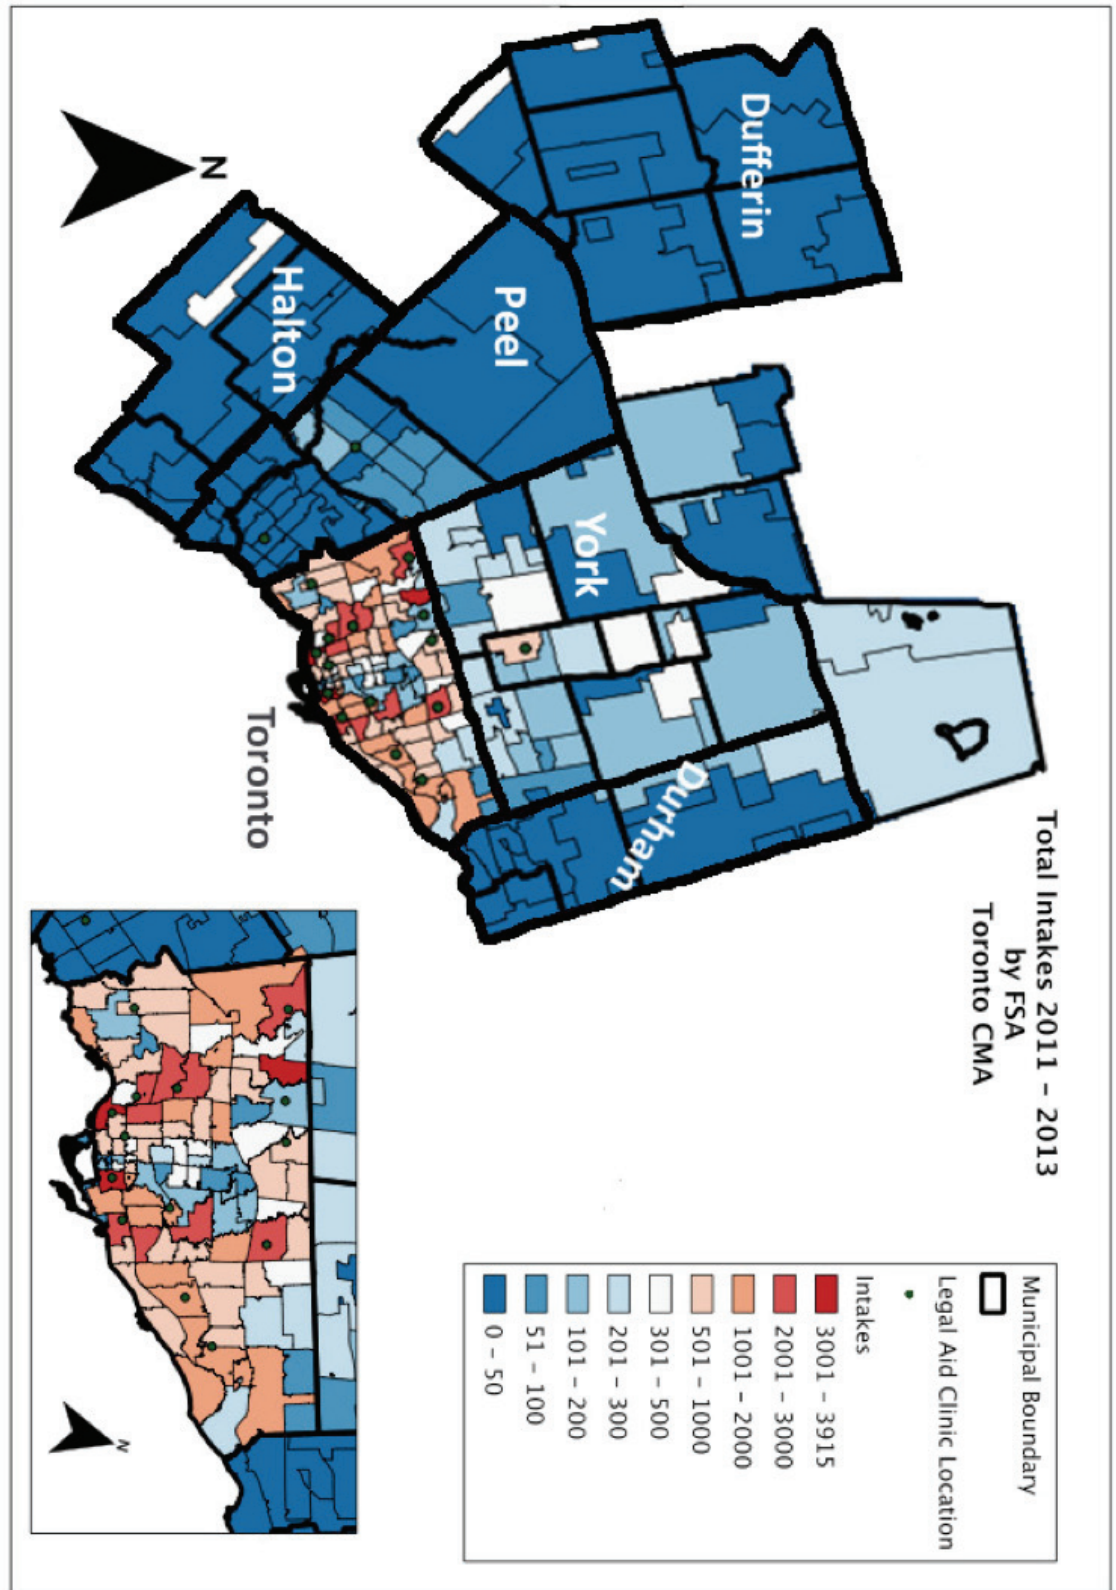 Total Intakes 2011 – 2013
by FSA
Toronto CMA
Dufferin
Peel
Halton
York
Durham
Toronto
N
Municipal Boundary
Legal Aid Clinic Location
Intakes
3001 – 3915
2001 – 3000
1001 – 2000
501 – 1000
301 – 500
201 – 300
101 – 200
51 – 100
0 – 50
N